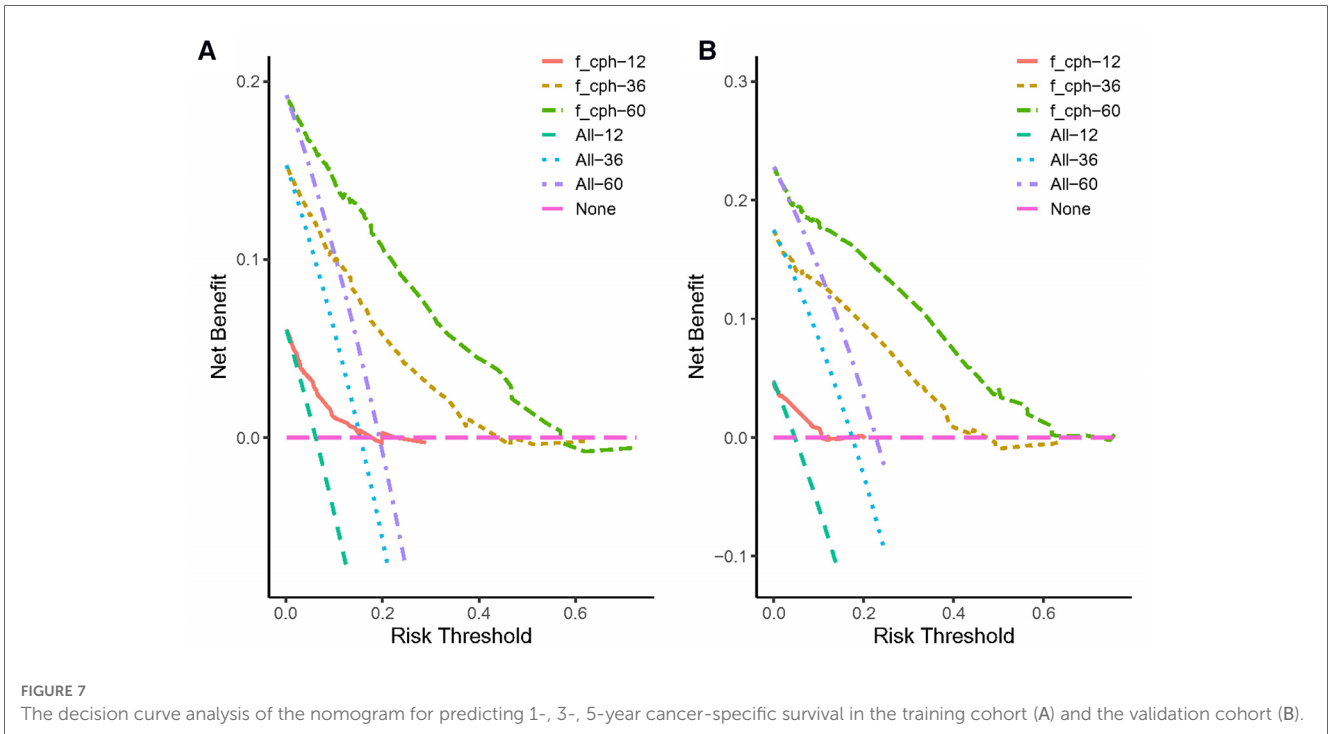 A
f_cph−12
f_cph−36
f_cph−60
All−12
All−36
All−60
None
0.2
0.1
0.0
Net Benefit
0.0 0.2 0.4 0.6
Risk Threshold
B
f_cph−12
f_cph−36
f_cph−60
All−12
All−36
All−60
None
0.3
0.2
0.1
0.0
−0.1
Net Benefit
0.0 0.2 0.4 0.6
Risk Threshold
FIGURE 7
The decision curve analysis of the nomogram for predicting 1-, 3-, 5-year cancer-specific survival in the training cohort (A) and the validation cohort (B).